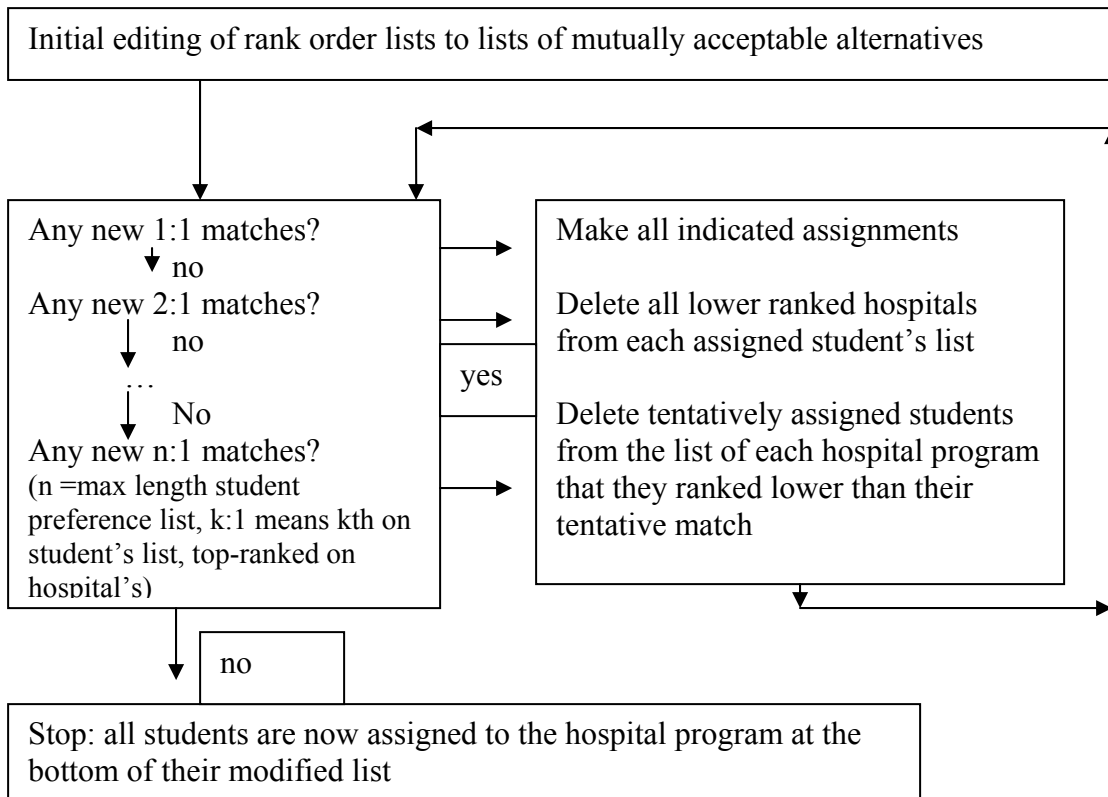 Initial editing of rank order lists to lists of mutually acceptable alternatives
Any new 1:1 matches?
no
Any new 2:1 matches?
no
…
No
Any new n:1 matches?
(n =max length student
preference list, k:1 means kth on
student’s list, top-ranked on
hospital’s)
yes
Make all indicated assignments
Delete all lower ranked hospitals
from each assigned student’s list
Delete tentatively assigned students
from the list of each hospital program
that they ranked lower than their
tentative match
no
Stop: all students are now assigned to the hospital program at the
bottom of their modified list